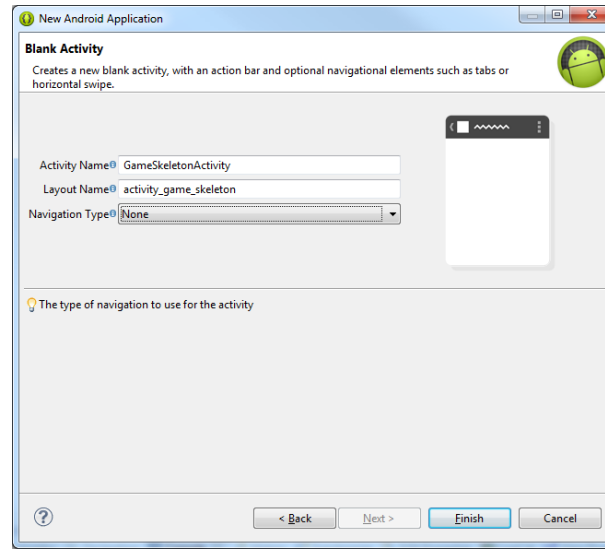 New Android Application
Blank Activity
Creates a new blank activity, with an action bar and optional navigational elements such as tabs or
horizontal swipe.
Activity Name GameSkeletonActivity
Layout Name activity_game_skeleton
Navigation Type None
The type of navigation to use for the activity
< Back Next > Finish Cancel